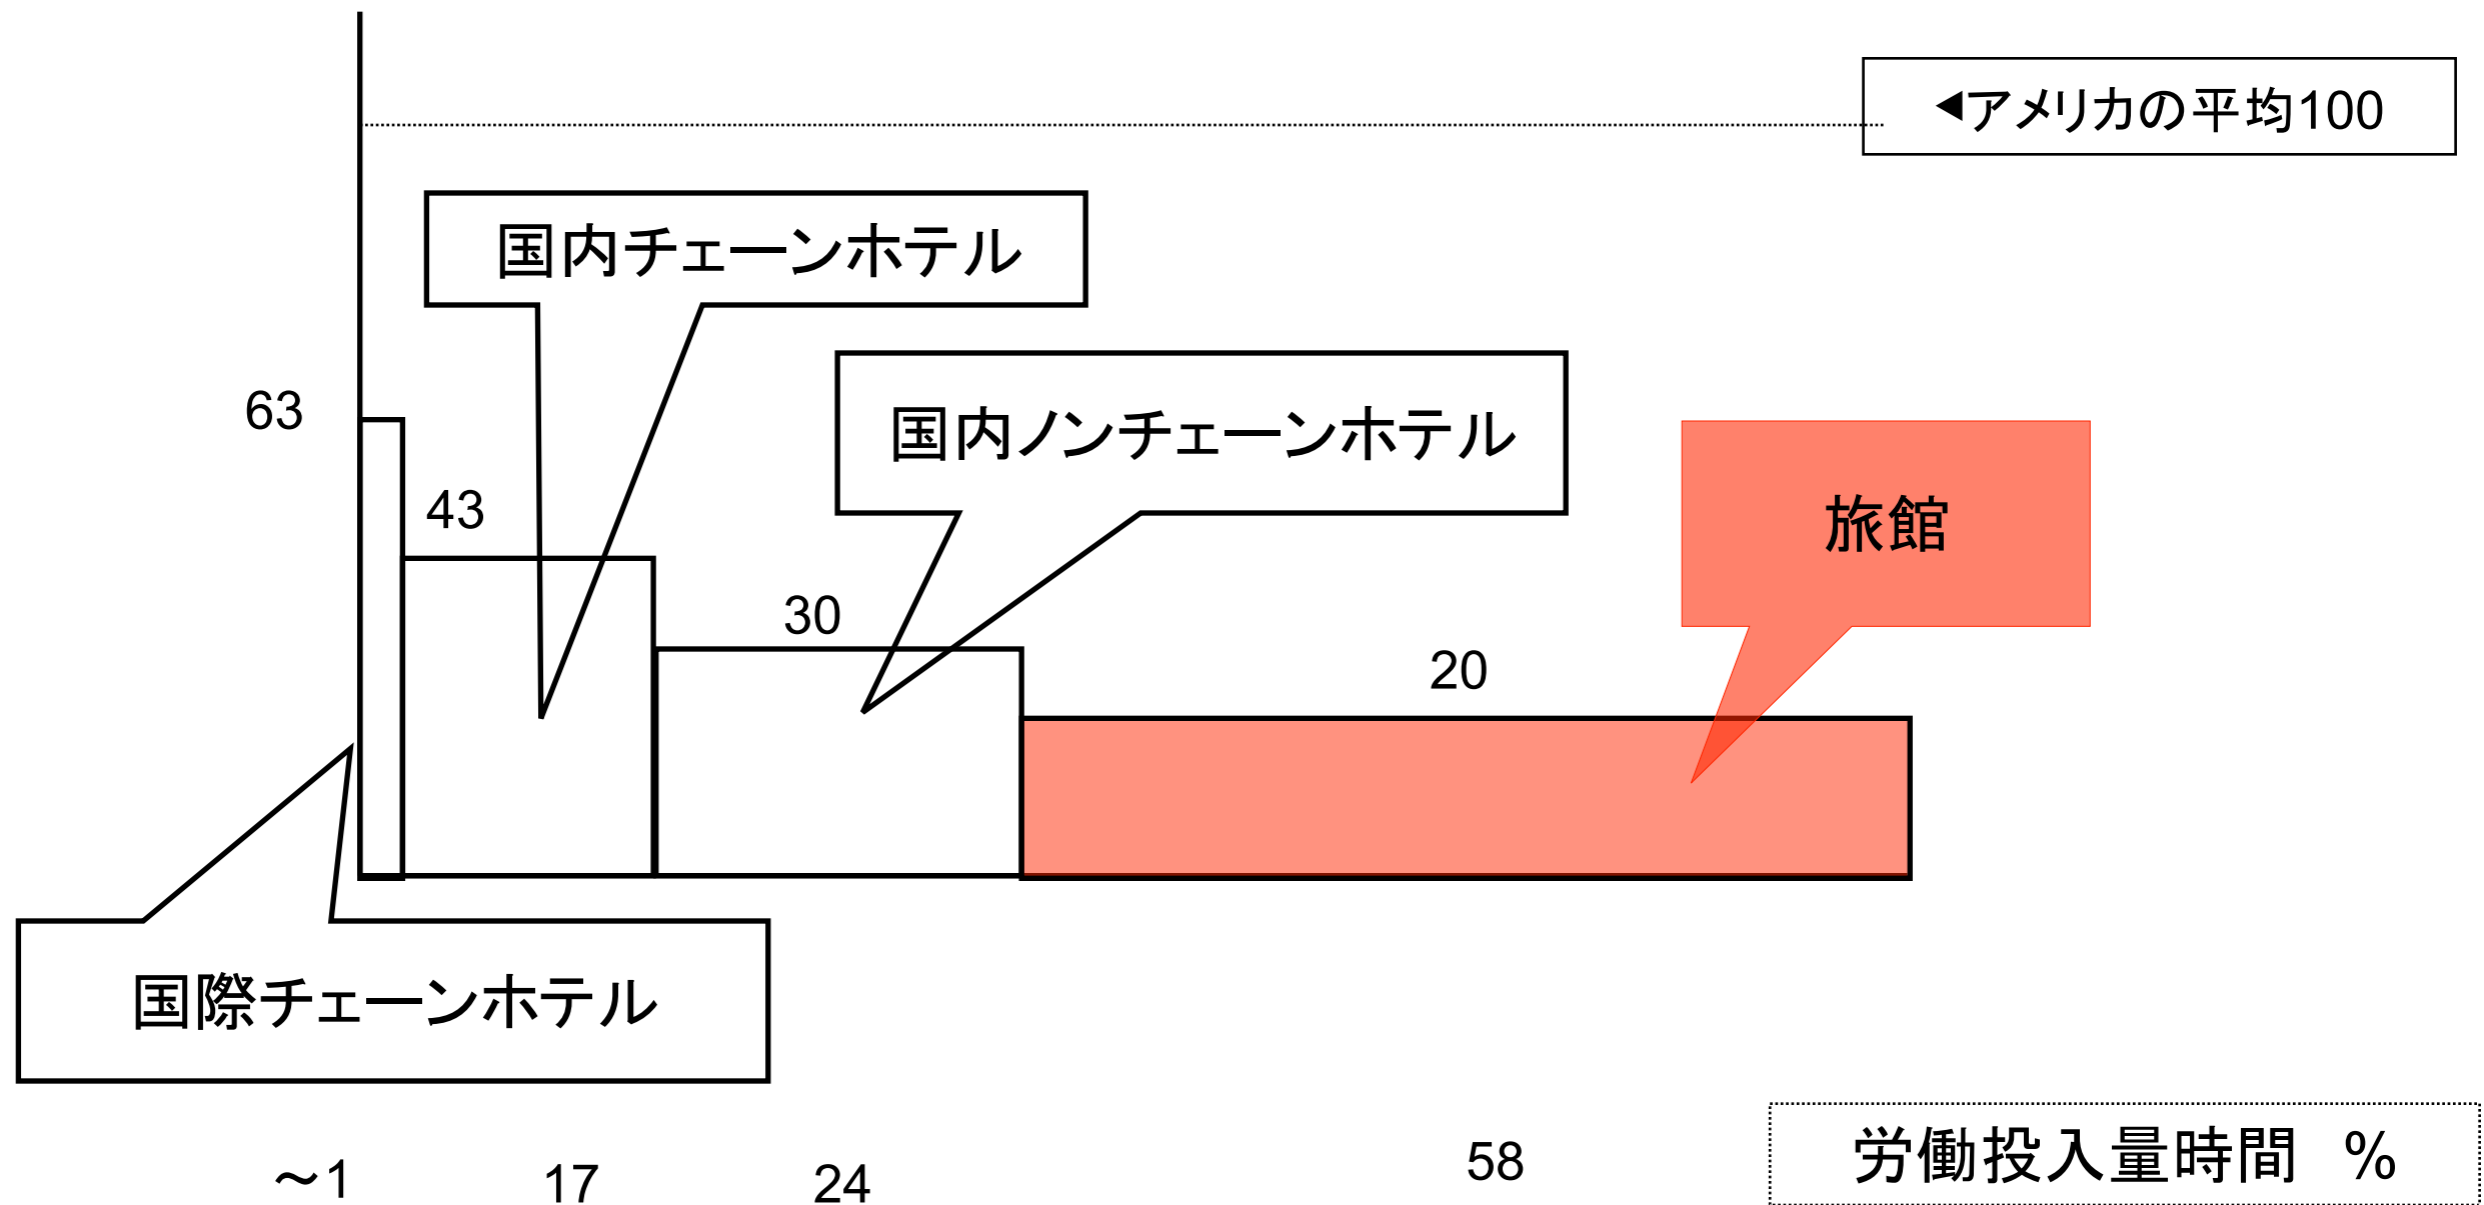 ◀アメリカの平均100
国内チェーンホテル
63
国内ノンチェーンホテル
43
旅館
30
20
国際チェーンホテル
～1
17
24
58
労働投入量時間　%